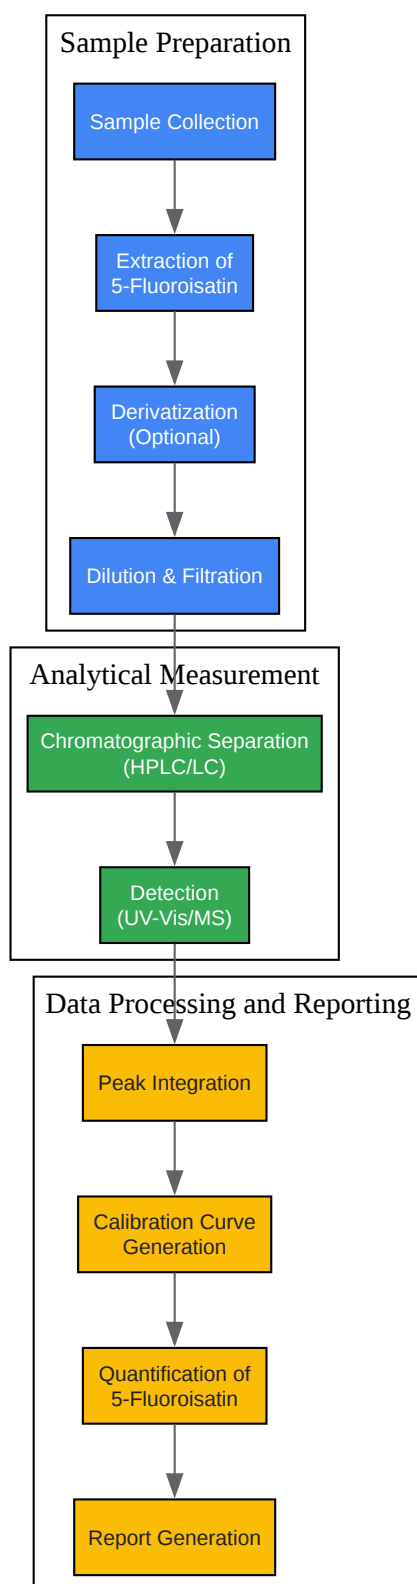 Sample Preparation
Sample Collection
Extraction of
5-Fluoroisatin
Derivatization
(Optional)
Dilution & Filtration
Analytical Measurement
Chromatographic Separation
(HPLC/LC)
Detection
(UV-Vis/MS)
Data Processing and Reporting
Peak Integration
Calibration Curve
Generation
Quantification of
5-Fluoroisatin
Report Generation